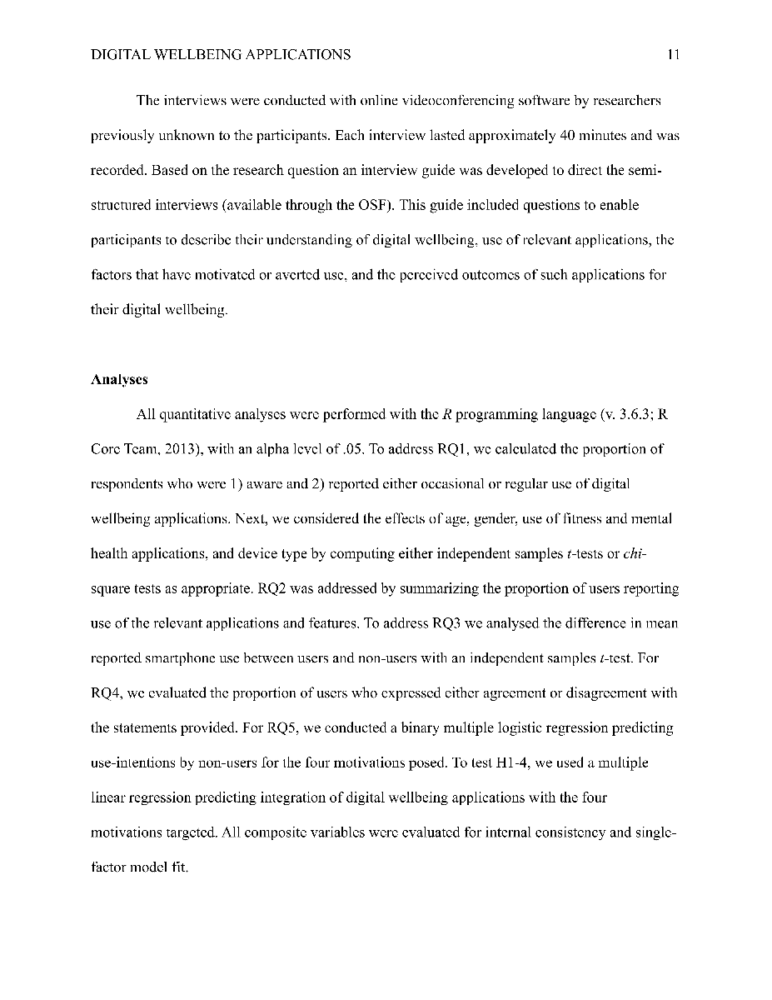 DIGITAL WELLBEING APPLICATIONS 11
The interviews were conducted with online videoconferencing software by researchers
previously unknown to the participants. Each interview lasted approximately 40 minutes and was
recorded. Based on the research question an interview guide was developed to direct the semi-
structured interviews (available through the OSF). This guide included questions to enable
participants to describe their understanding of digital wellbeing, use of relevant applications, the
factors that have motivated or averted use, and the perceived outcomes of such applications for
their digital wellbeing.
Analyses
All quantitative analyses were performed with the R programming language (v. 3.6.3; R
Core Team, 2013), with an alpha level of .05. To address RQ1, we calculated the proportion of
respondents who were 1) aware and 2) reported either occasional or regular use of digital
wellbeing applications. Next, we considered the effects of age, gender, use of fitness and mental
health applications, and device type by computing either independent samples t-tests or chi-
square tests as appropriate. RQ2 was addressed by summarizing the proportion of users reporting
use of the relevant applications and features. To address RQ3 we analysed the difference in mean
reported smartphone use between users and non-users with an independent samples t-test. For
RQ4, we evaluated the proportion of users who expressed either agreement or disagreement with
the statements provided. For RQ5, we conducted a binary multiple logistic regression predicting
use-intentions by non-users for the four motivations posed. To test H1-4, we used a multiple
linear regression predicting integration of digital wellbeing applications with the four
motivations targeted. All composite variables were evaluated for internal consistency and single-
factor model fit.